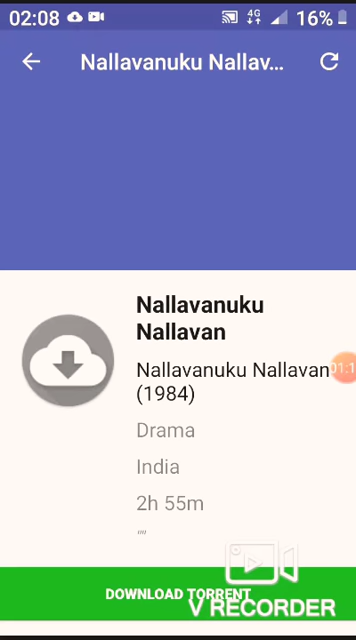 02:08 4G 16%
Nallavanuku Nallav...
Nallavanuku
Nallavan
Nallavanuku Nallavan
(1984)
Drama
India
2h 55m
""
DOWNLOAD TORRENT
V RECORDER